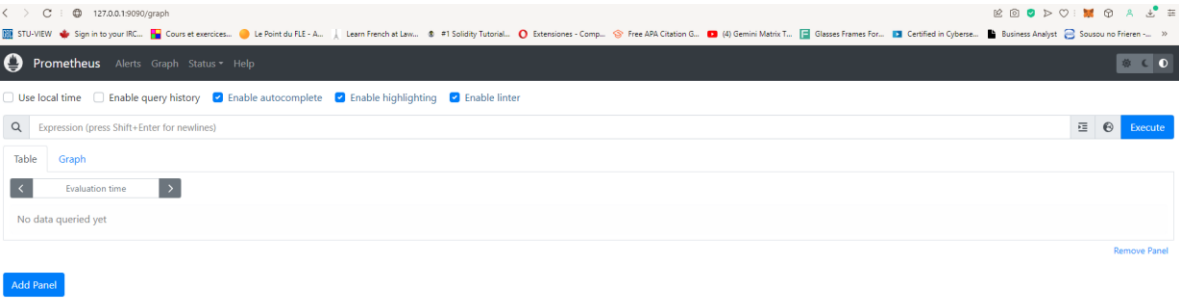 127.0.0.1:9090/graph
STU-VIEW Sign in to your IRC... Cours et exercices... Le Point du FLE - A... Learn French at Law... #1 Solidity Tutorial... Extensiones - Comp... Free APA Citation G... (4) Gemini Matrix T... Glasses Frames For... Certified in Cyberse... Business Analyst Sousou no Frieren -... »
Prometheus Alerts Graph Status Help
Use local time Enable query history Enable autocomplete Enable highlighting Enable linter
Expression (press Shift+Enter for newlines) Execute
Table Graph
Evaluation time
No data queried yet
Remove Panel
Add Panel